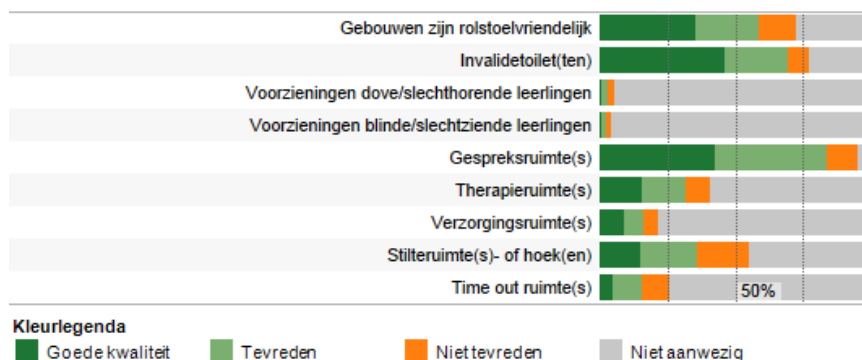 Gebouwen zijn rolstoelvriendelijk
Invalidetoilet(ten)
Voorzieningen dove/slechthorende leerlingen
Voorzieningen blinde/slechtziende leerlingen
Gespreksruimte(s)
Therapieruimte(s)
Verzorgingsruimte(s)
Stilteruimte(s)- of hoek(en)
Time out ruimte(s) 50%
Kleurlegenda
Goede kwaliteit Tevreden Niet tevreden Niet aanwezig